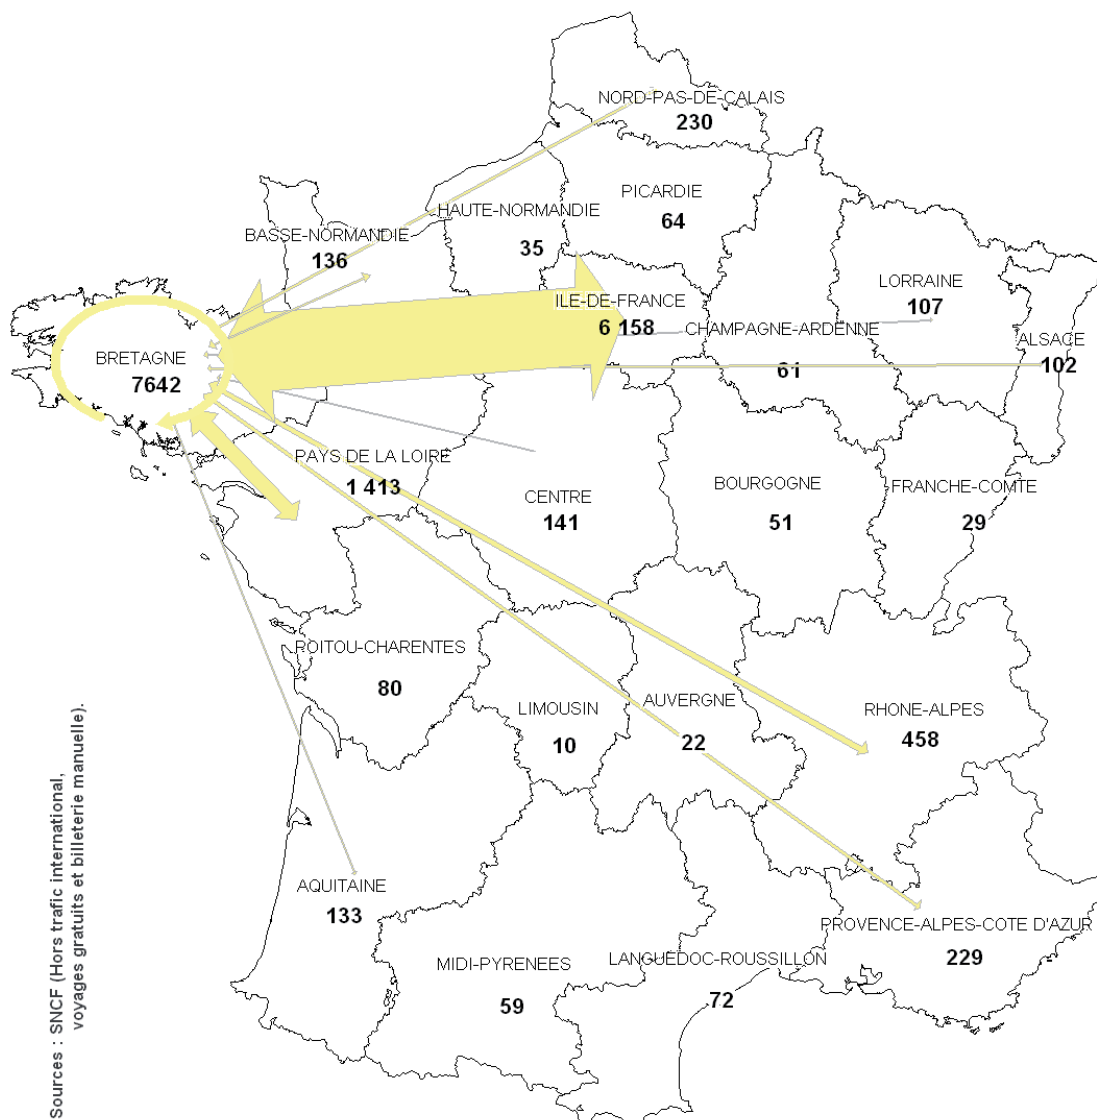 NORD-PAS-DE-CALAIS
230
PICARDIE
64
HAUTE-NORMANDIE
35
BASSE-NORMANDIE
136
ILE-DE-FRANCE
6 158
LORRAINE
107
CHAMPAGNE-ARDENNE
61
ALSACE
102
BRETAGNE
7642
PAYS DE LA LOIRE
1 413
CENTRE
141
BOURGOGNE
51
FRANCHE-COMTE
29
POITOU-CHARENTES
80
LIMOUSIN
10
AUVERGNE
22
RHONE-ALPES
458
AQUITAINE
133
MIDI-PYRENEES
59
LANGUEDOC-ROUSSILLON
72
PROVENCE-ALPES-COTE D'AZUR
229
Sources : SNCF (Hors trafic international,
voyages gratuits et billeterie manuelle).